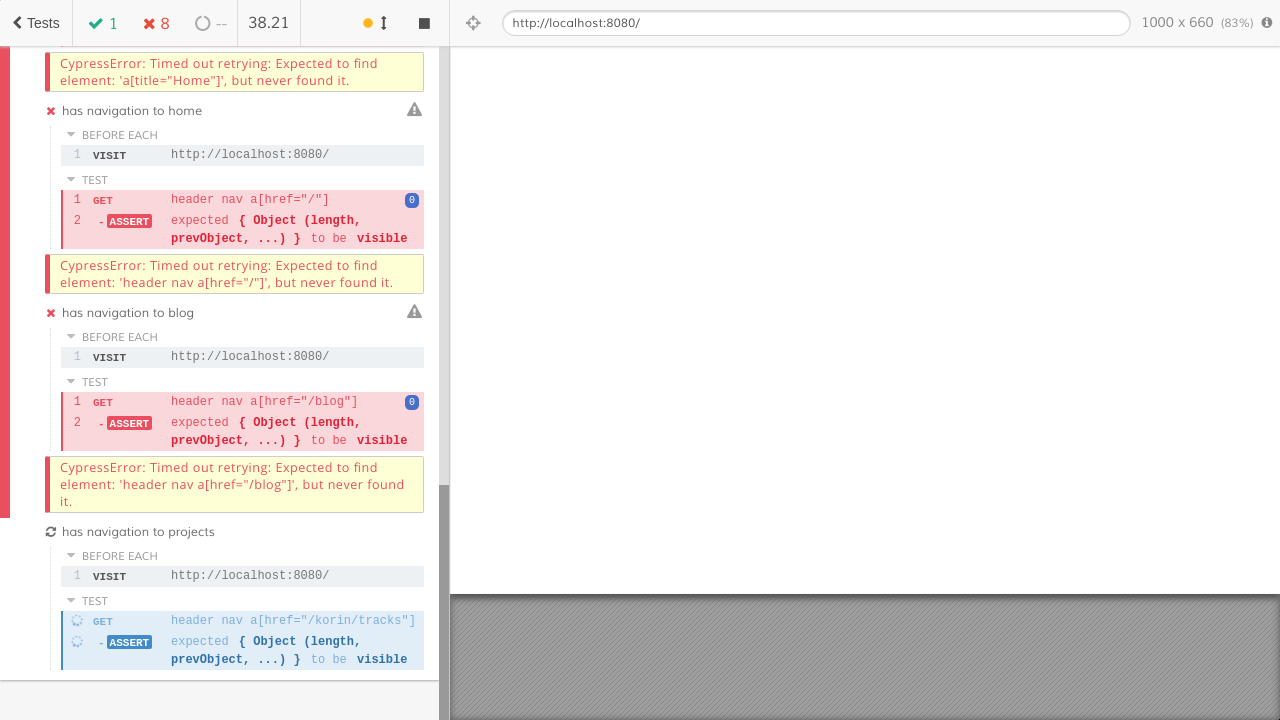 Tests
1
8
--
38.21
http://localhost:8080/
1000 x 660 (83%)
CypressError: Timed out retrying: Expected to find
element: 'a[title="Home"]', but never found it.
has navigation to home
BEFORE EACH
1 VISIT http://localhost:8080/
TEST
1 GET header nav a[href="/"] 0
2 - ASSERT expected { Object (length,
prevObject, ...) } to be visible
CypressError: Timed out retrying: Expected to find
element: 'header nav a[href="/"]', but never found it.
has navigation to blog
BEFORE EACH
1 VISIT http://localhost:8080/
TEST
1 GET header nav a[href="/blog"] 0
2 - ASSERT expected { Object (length,
prevObject, ...) } to be visible
CypressError: Timed out retrying: Expected to find
element: 'header nav a[href="/blog"]', but never found
it.
has navigation to projects
BEFORE EACH
1 VISIT http://localhost:8080/
TEST
GET header nav a[href="/korin/tracks"]
- ASSERT expected { Object (length,
prevObject, ...) } to be visible